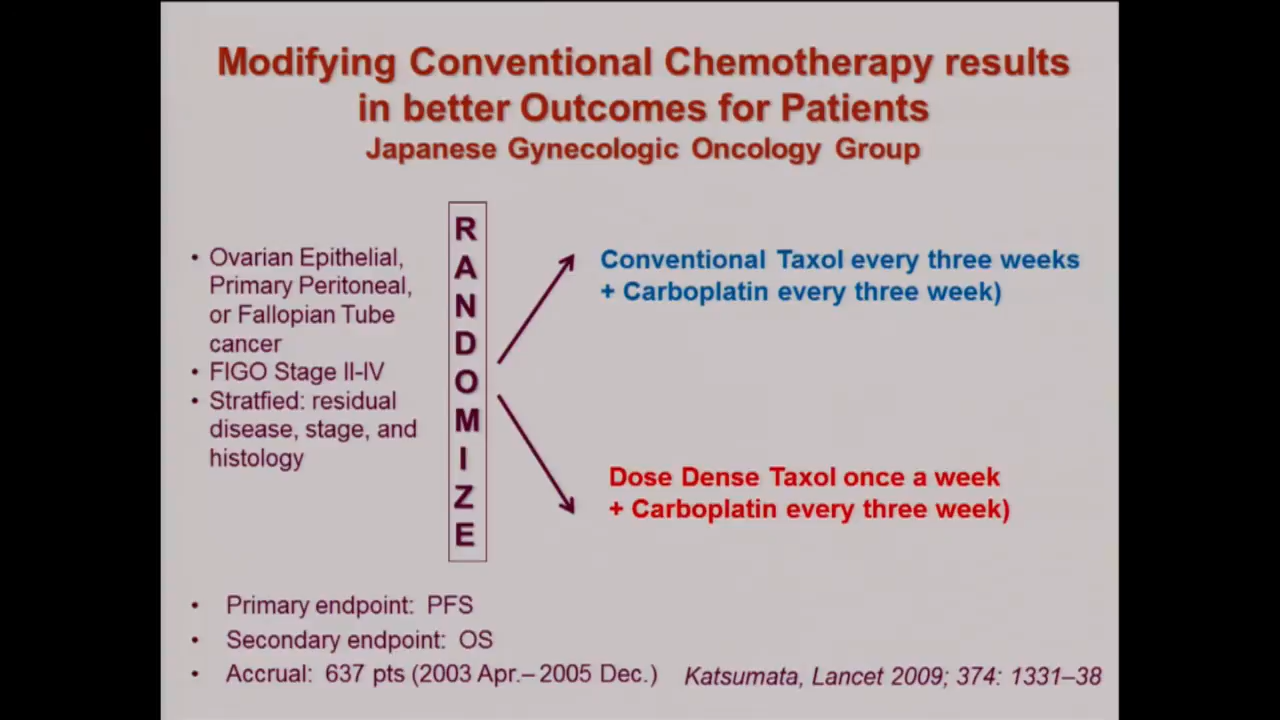 Modifying Conventional Chemotherapy results
in better Outcomes for Patients
Japanese Gynecologic Oncology Group
• Ovarian Epithelial,
Primary Peritoneal,
or Fallopian Tube
cancer
• FIGO Stage II-IV
• Stratfied: residual
disease, stage, and
histology
R
A
N
D
O
M
I
Z
E
Conventional Taxol every three weeks
+ Carboplatin every three week)
Dose Dense Taxol once a week
+ Carboplatin every three week)
• Primary endpoint: PFS
• Secondary endpoint: OS
• Accrual: 637 pts (2003 Apr.– 2005 Dec.)
Katsumata, Lancet 2009; 374: 1331–38